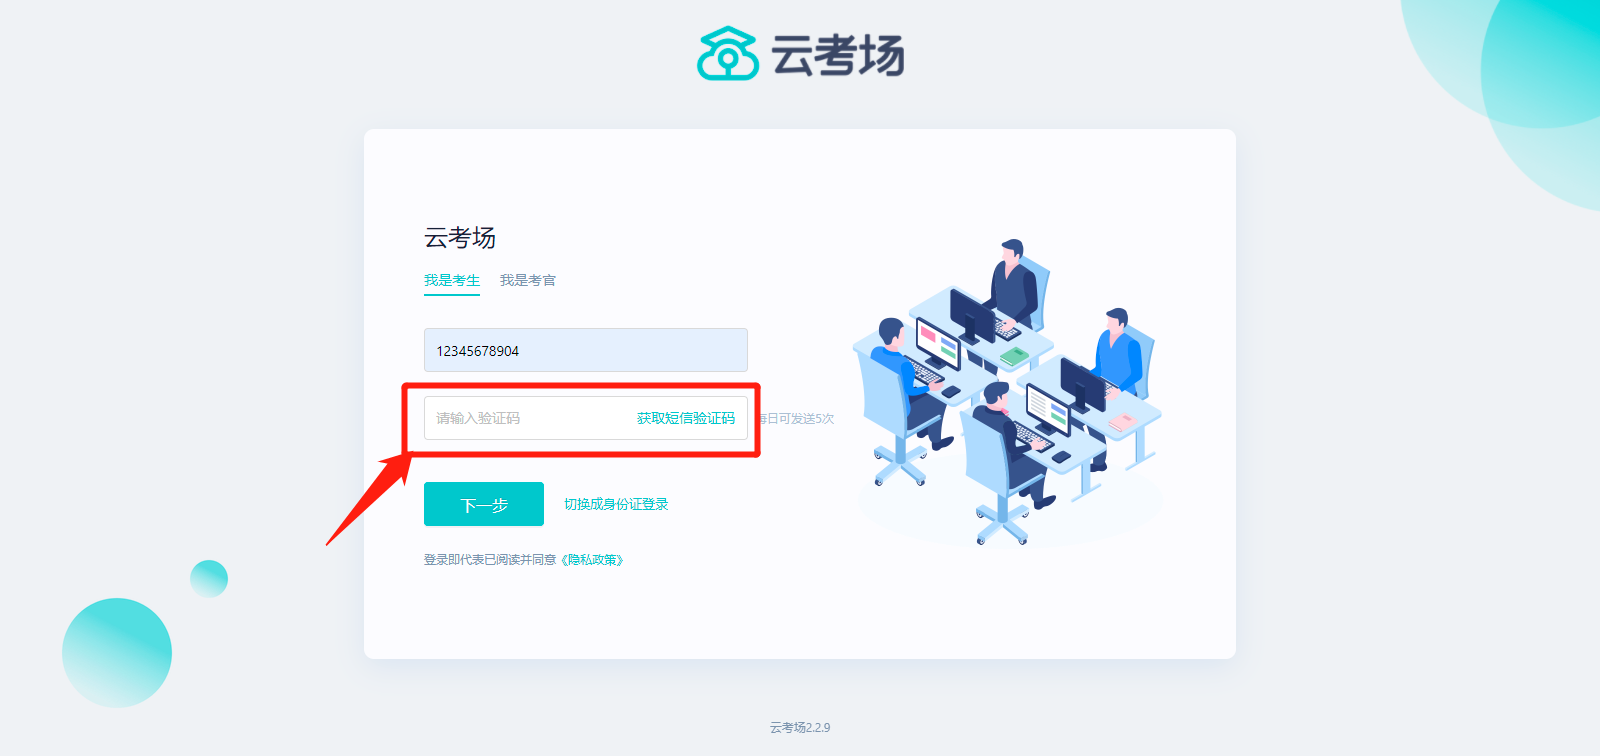 云考场
云考场
我是考生 我是考官
12345678904
请输入验证码 获取短信验证码 每日可发送5次
下一步 切换成身份证登录
登录即代表已阅读并同意《隐私政策》
云考场2.2.9